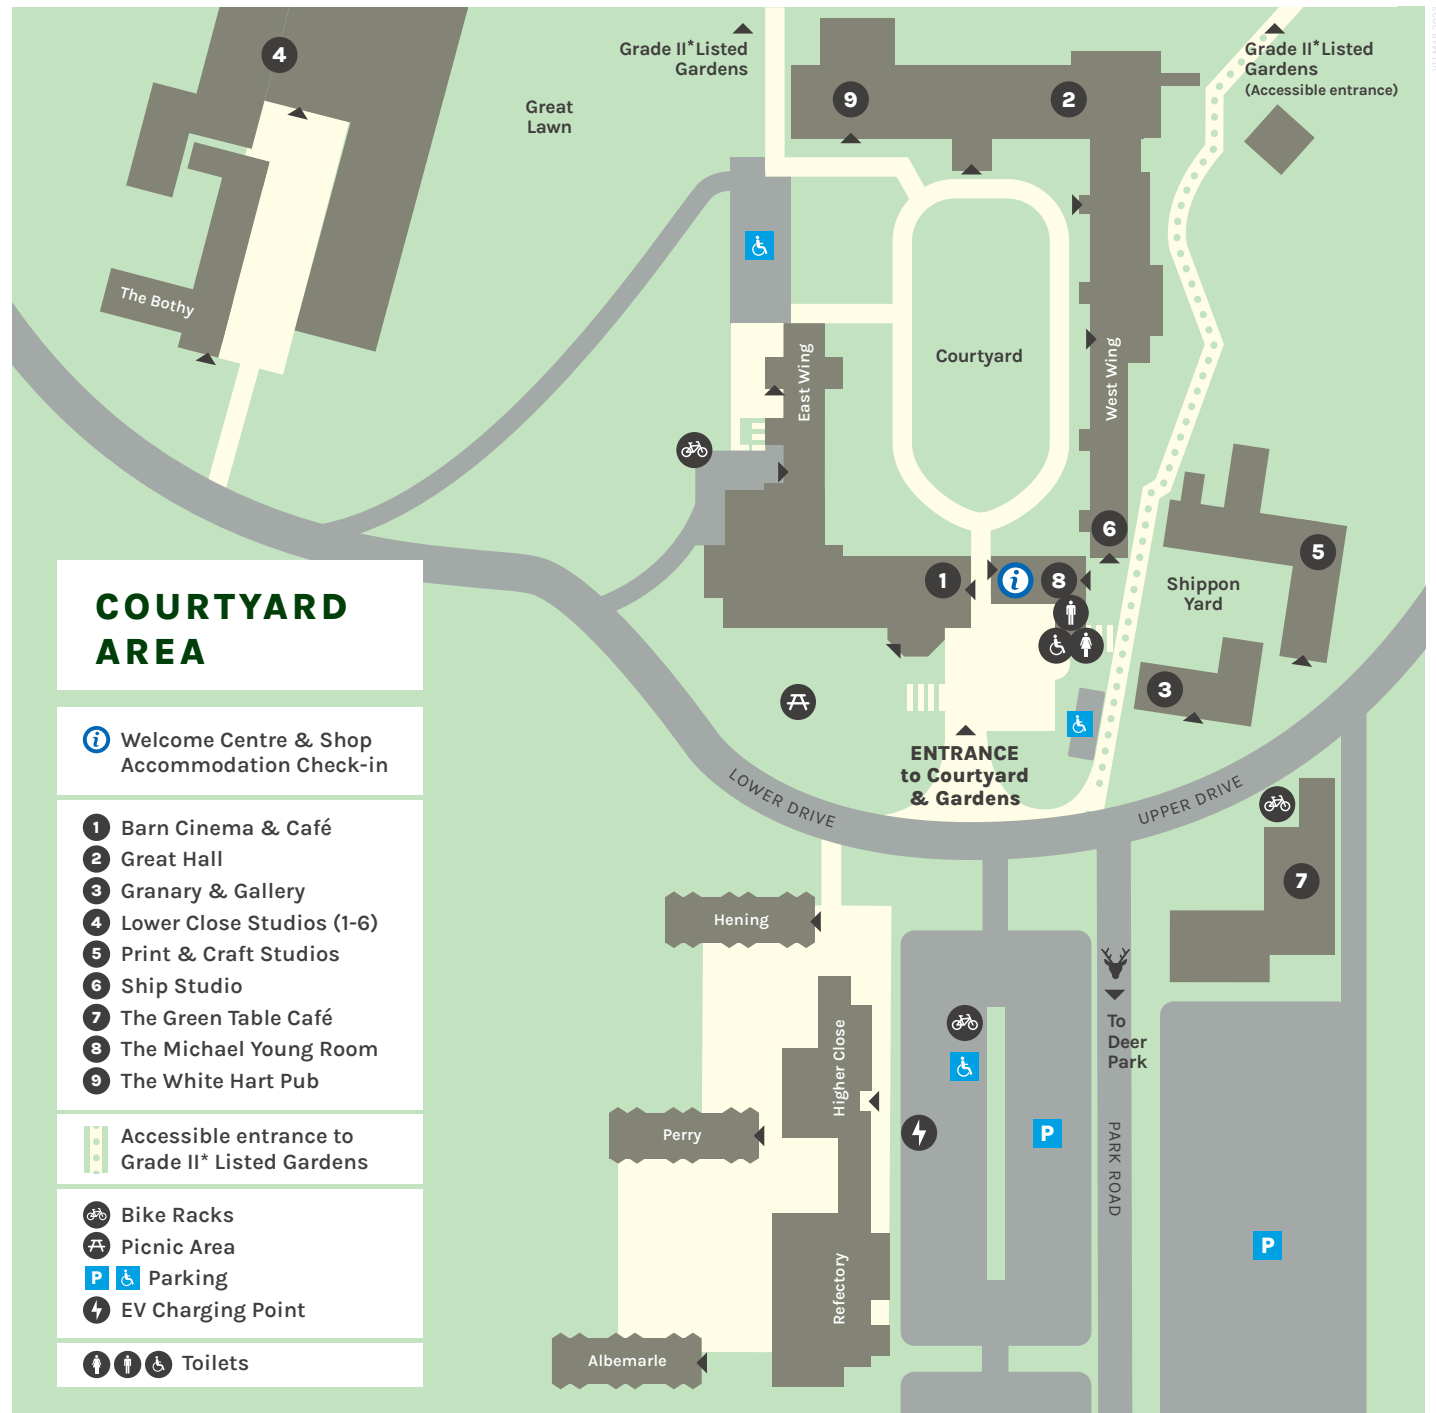 4
Grade II* Listed
Gardens
Great
Lawn
9
2
Grade II* Listed
Gardens
(Accessible entrance)
The Bothy
East Wing
Courtyard
West Wing
6
5
1
i
8
Shippon
Yard
3
ENTRANCE
to Courtyard
& Gardens
LOWER DRIVE
UPPER DRIVE
7
Hening
Higher Close
To
Deer
Park
Perry
P
PARK ROAD
P
Refectory
Albemarle
COURTYARD
AREA
i Welcome Centre & Shop
Accommodation Check-in
1 Barn Cinema & Café
2 Great Hall
3 Granary & Gallery
4 Lower Close Studios (1-6)
5 Print & Craft Studios
6 Ship Studio
7 The Green Table Café
8 The Michael Young Room
9 The White Hart Pub
Accessible entrance to
Grade II* Listed Gardens
Bike Racks
Picnic Area
P Parking
EV Charging Point
Toilets